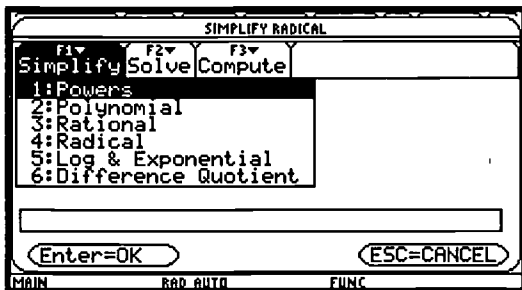 SIMPLIFY RADICAL
F1▾ F2▾ F3▾
Simplify Solve Compute
1:Powers
2:Polynomial
3:Rational
4:Radical
5:Log & Exponential
6:Difference Quotient
Enter=OK ESC=CANCEL
MAIN RAD AUTO FUNC